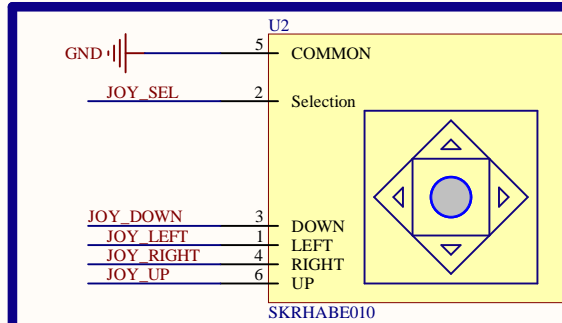 U2
GND 5 COMMON
JOY_SEL 2 Selection
JOY_DOWN 3 DOWN
JOY_LEFT 1 LEFT
JOY_RIGHT 4 RIGHT
JOY_UP 6 UP
SKRHABE010